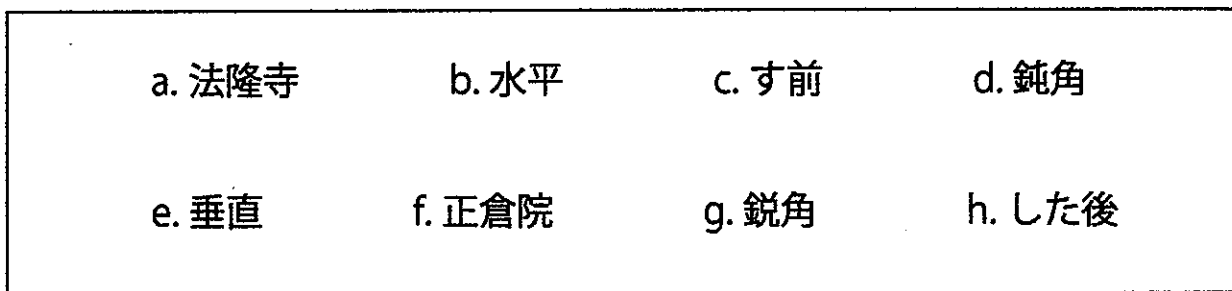 a. 法隆寺 b. 水平 c. す前 d. 鈍角
e. 垂直 f. 正倉院 g. 鋭角 h. した後